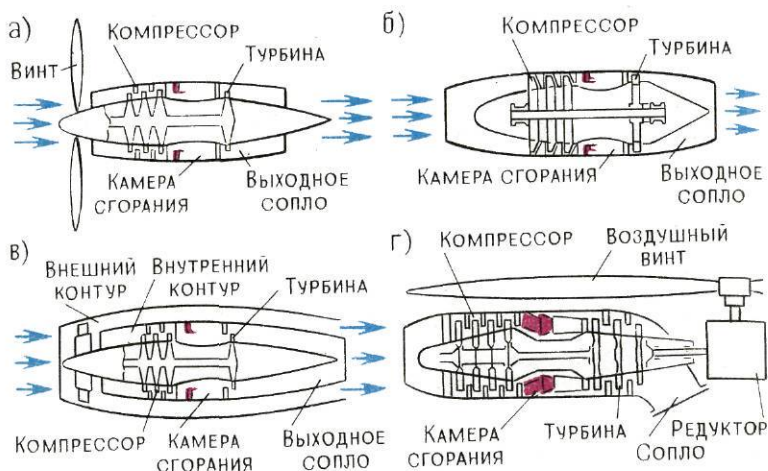 а)
Компрессор
Турбина
Винт
Камера
сгорания
Выходное
сопло
б)
Компрессор
Турбина
Камера сгорания
Выходное
сопло
в)
Внешний
контур
Внутренний
контур
Турбина
Компрессор
Камера
сгорания
Выходное
сопло
г)
Компрессор
Воздушный
винт
Камера
сгорания
Турбина
Сопло
Редуктор